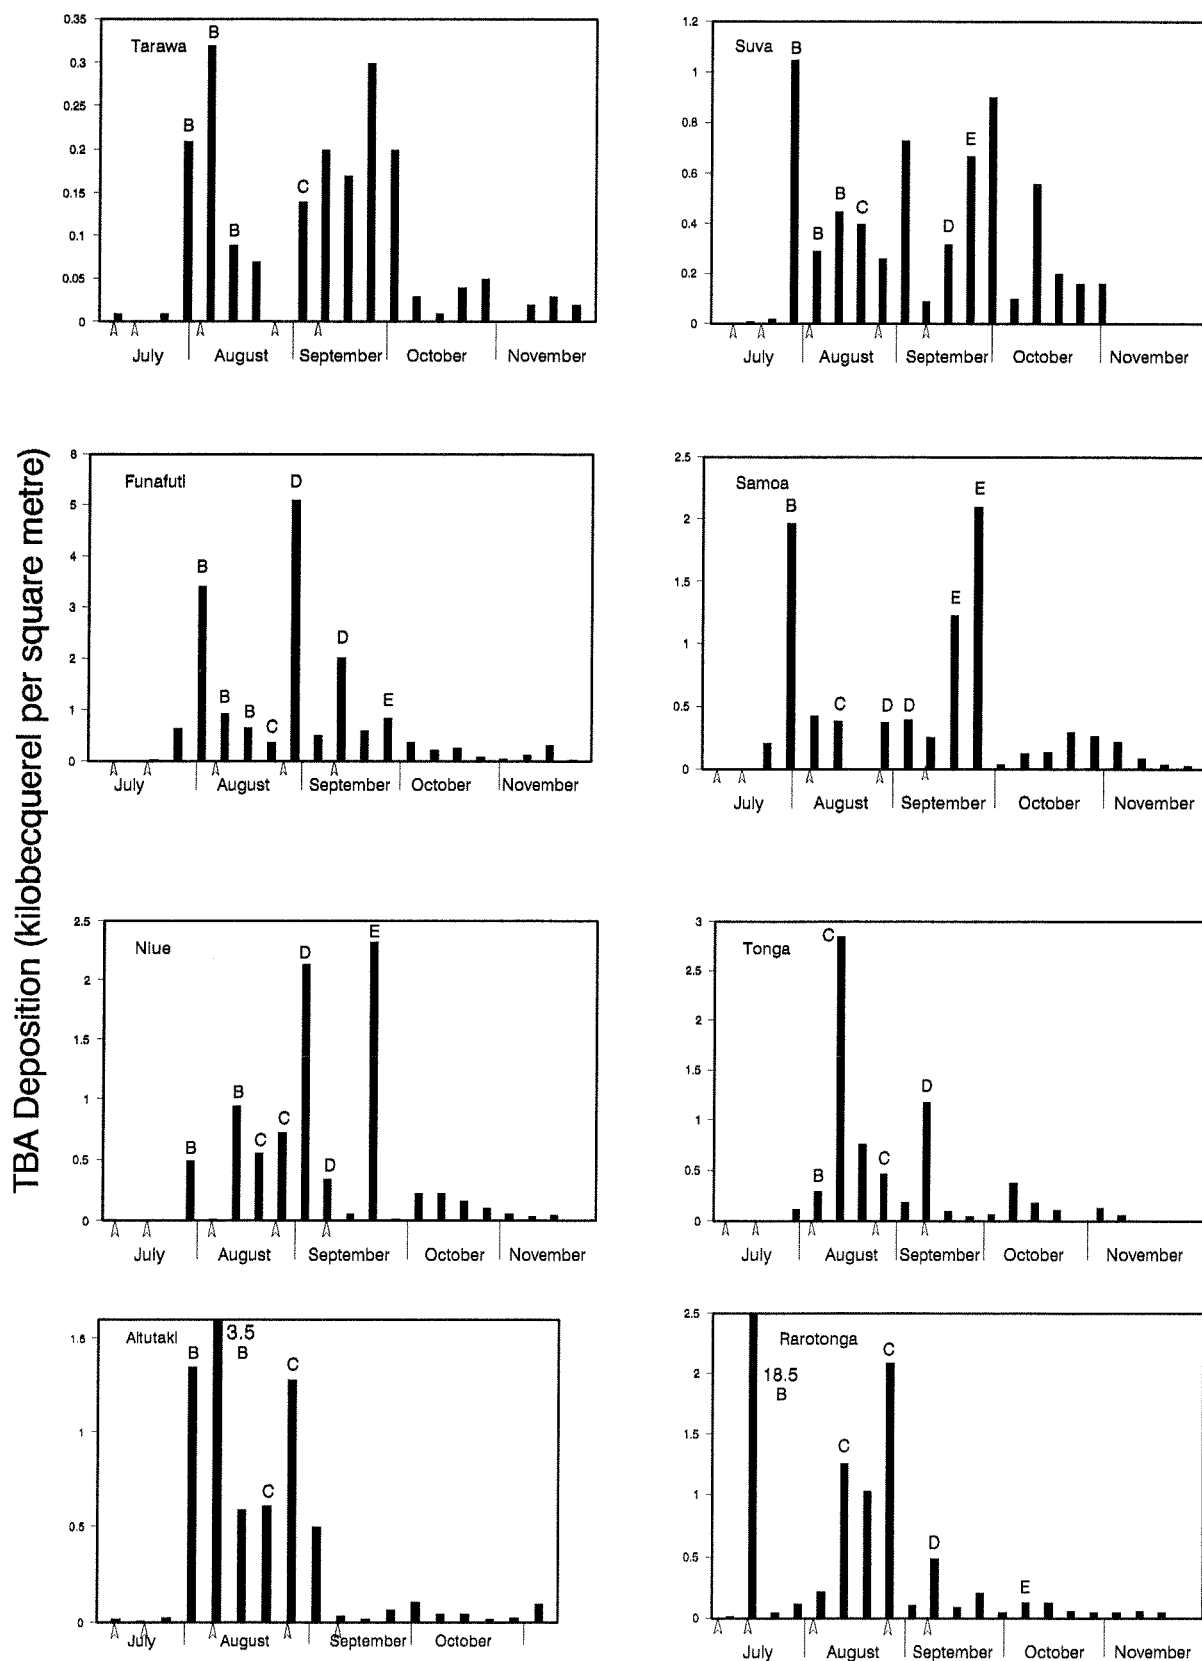 TBA Deposition (kilobecquerel per square metre)
Tarawa
0.35
0.3
0.25
0.2
0.15
0.1
0.05
0
B
B
B
C
July
August
September
October
November
Suva
1.2
1
0.8
0.6
0.4
0.2
0
B
B
B
C
D
E
July
August
September
October
November
Funafuti
6
5
4
3
2
1
0
B
B
B
C
D
D
E
July
August
September
October
November
Samoa
2.5
2
1.5
1
0.5
0
B
C
D
D
E
E
July
August
September
October
November
Niue
2.5
2
1.5
1
0.5
0
B
B
C
C
D
D
E
July
August
September
October
November
Tonga
3
2.5
2
1.5
1
0.5
0
B
C
C
D
July
August
September
October
November
Aitutaki
1.5
1
0.5
0
B
3.5
B
C
C
July
August
September
October
Rarotonga
2.5
2
1.5
1
0.5
0
18.5
B
C
C
D
E
July
August
September
October
November